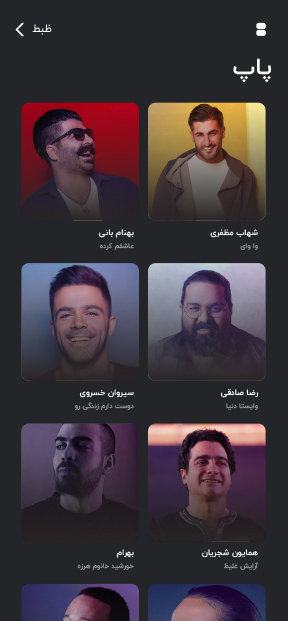 ظبط
پاپ
شهاب مظفری
وا وای
بهنام بانی
عاشقم کرده
رضا صادقی
وایستا دنیا
سیروان خسروی
دوست دارم زندگی رو
همایون شجریان
آرایش غلیظ
بهرام
خورشید خانوم هرزه